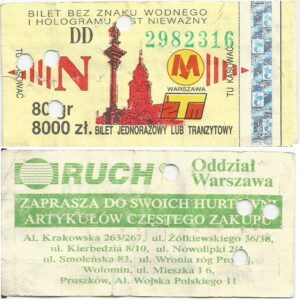 BILET BEZ ZNAKU WODNEGO
I HOLOGRAMU JEST NIEWAŻNY
DD 2982316
TU KASOWAĆ
N
M
WARSZAWA
ZTM
TU KASOWAĆ
80 gr
8000 zł. BILET JEDNORAZOWY LUB TRANZYTOWY
RUCH Oddział
Warszawa
ZAPRASZA DO SWOICH HURTOWNI
ARTYKUŁÓW CZĘSTEGO ZAKUPU
Al. Krakowska 263/267, ul. Żółkiewskiego 36/38,
ul. Kierbedzia 8/10, ul. Nowolipki 2/4
ul. Smoleńska 83, ul. Wronia róg Pro
Wołomin, ul. Mieszka I 6,
Pruszków, Al. Wojska Polskiego 11